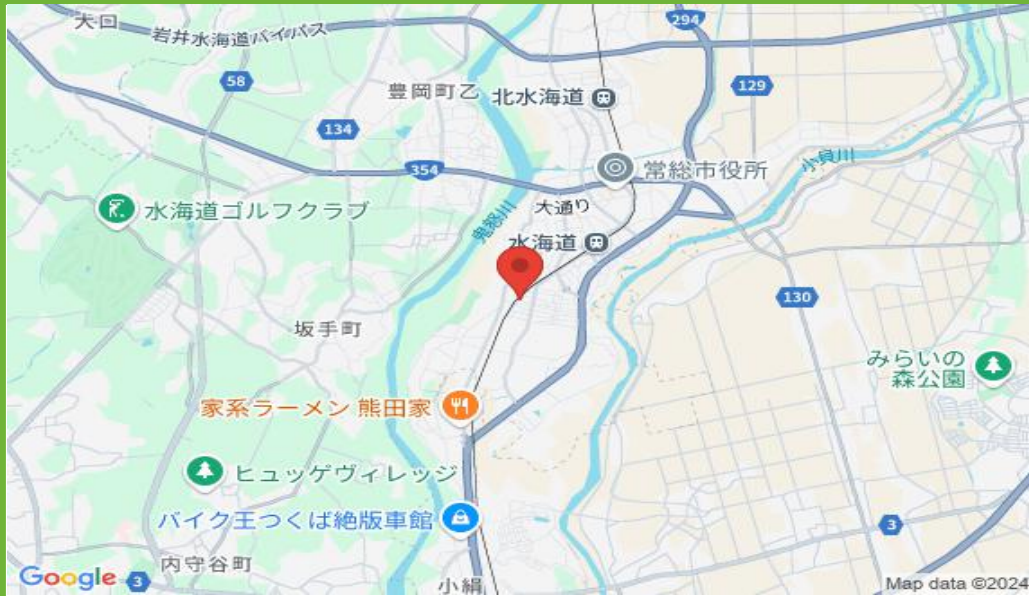 大口
294
岩井水海道バイパス
58
豊岡町乙
北水海道
129
134
354
常総市役所
小貝川
水海道ゴルフクラブ
大通り
鬼怒川
水海道
130
坂手町
みらいの
森公園
家系ラーメン 熊田家
ヒュッゲヴィレッジ
バイク王つくば絶版車館
3
内守谷町
Google
3
小絹
Map data ©2024